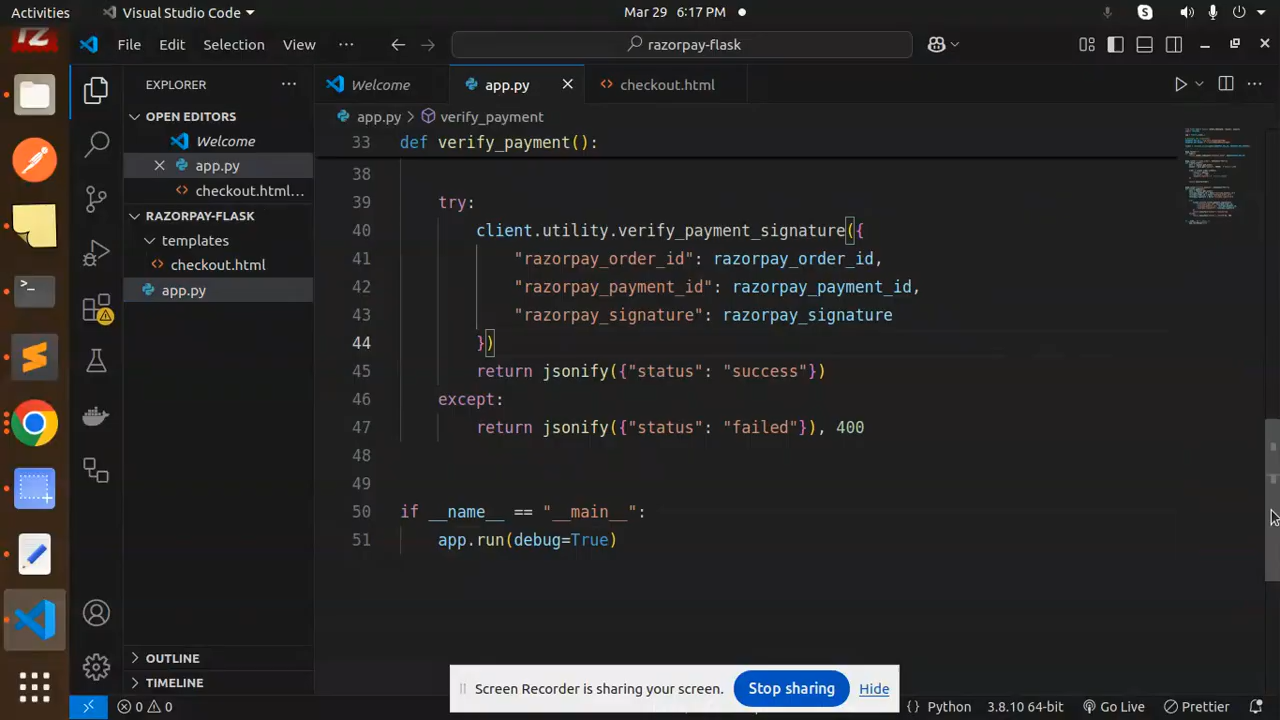 Activities
Visual Studio Code
Mar 29 6:17 PM
File Edit Selection View ···
razorpay-flask
EXPLORER
OPEN EDITORS
Welcome
app.py
checkout.html...
RAZORPAY-FLASK
templates
checkout.html
app.py
OUTLINE
TIMELINE
Welcome
app.py
checkout.html
app.py > verify_payment
33 def verify_payment():
38
39 try:
40 client.utility.verify_payment_signature({
41 "razorpay_order_id": razorpay_order_id,
42 "razorpay_payment_id": razorpay_payment_id,
43 "razorpay_signature": razorpay_signature
44 })
45 return jsonify({"status": "success"})
46 except:
47 return jsonify({"status": "failed"}), 400
48
49
50 if __name__ == "__main__":
51 app.run(debug=True)
Screen Recorder is sharing your screen.
Stop sharing
Hide
0 0
{ } Python
3.8.10 64-bit
Go Live
Prettier